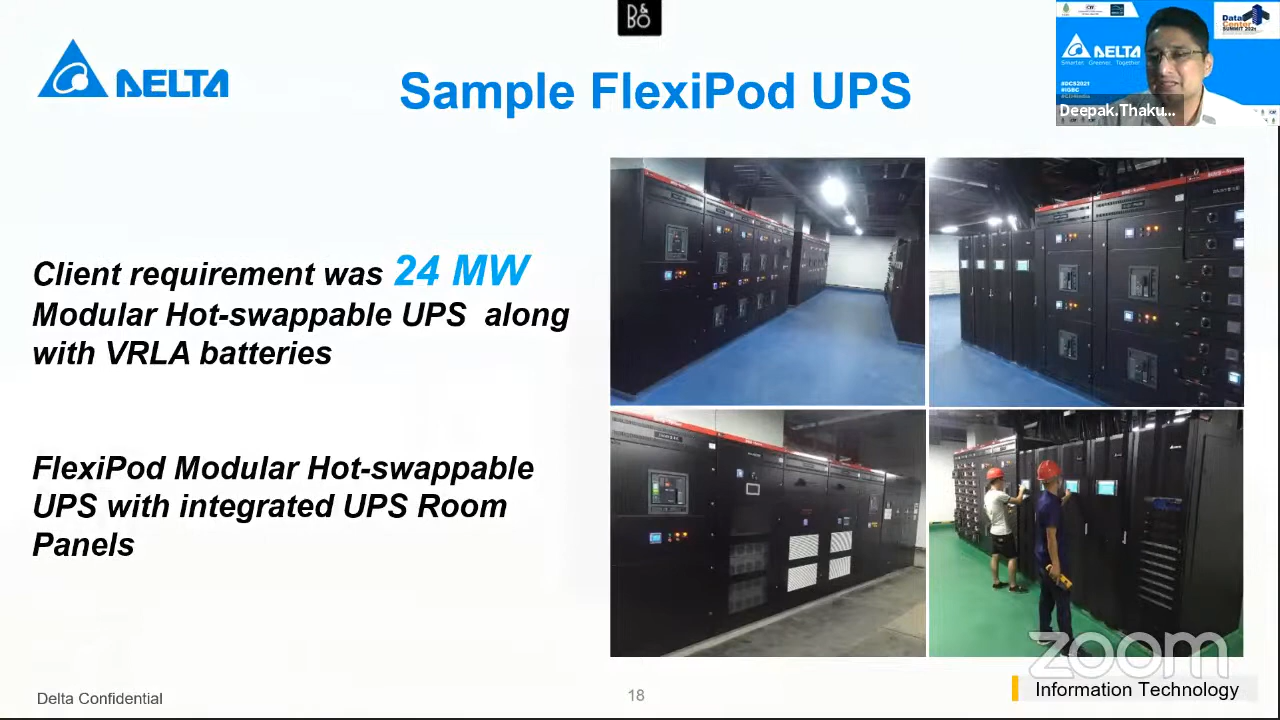 B&O
DELTA
Sample FlexiPod UPS
DELTA
Smarter. Greener. Together.
Data
Center
SUMMIT 2021
#DCS2021
#IGBC
Deepak.Thaku...
Client requirement was 24 MW
Modular Hot-swappable UPS along
with VRLA batteries
FlexiPod Modular Hot-swappable
UPS with integrated UPS Room
Panels
zoom
Delta Confidential
18
Information Technology